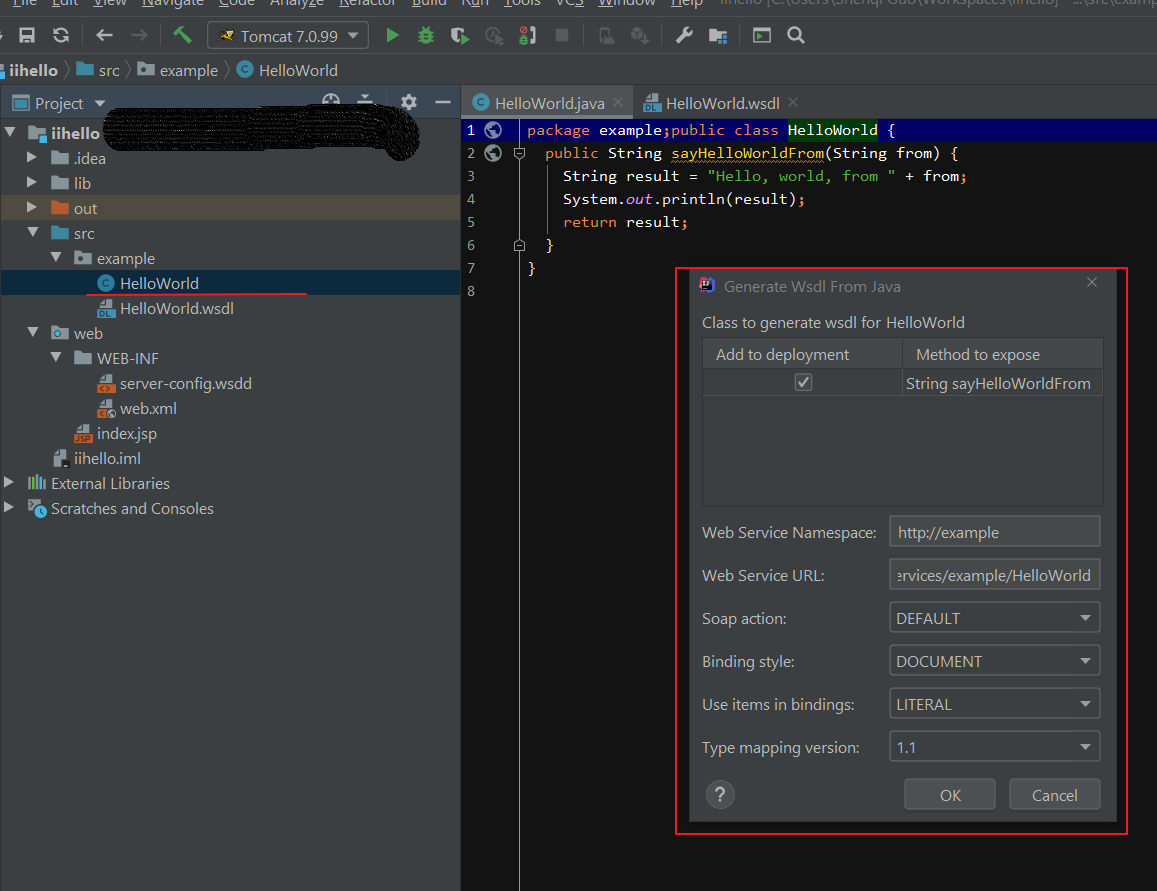 File Edit View Navigate Code Analyze Refactor Build Run Tools VCS Window Help iihello [C:\Users\Shenqi Guo\Workspaces\iihello] - ...\src\exam
Tomcat 7.0.99
iihello src example HelloWorld
Project
HelloWorld.java HelloWorld.wsdl
iihello
.idea
lib
out
src
example
HelloWorld
HelloWorld.wsdl
web
WEB-INF
server-config.wsdd
web.xml
index.jsp
iihello.iml
External Libraries
Scratches and Consoles
1 package example;public class HelloWorld {
2 public String sayHelloWorldFrom(String from) {
3 String result = "Hello, world, from " + from;
4 System.out.println(result);
5 return result;
6 }
7 }
8
Generate Wsdl From Java
Class to generate wsdl for HelloWorld
Add to deployment Method to expose
String sayHelloWorldFrom
Web Service Namespace: http://example
Web Service URL: ervices/example/HelloWorld
Soap action: DEFAULT
Binding style: DOCUMENT
Use items in bindings: LITERAL
Type mapping version: 1.1
? OK Cancel